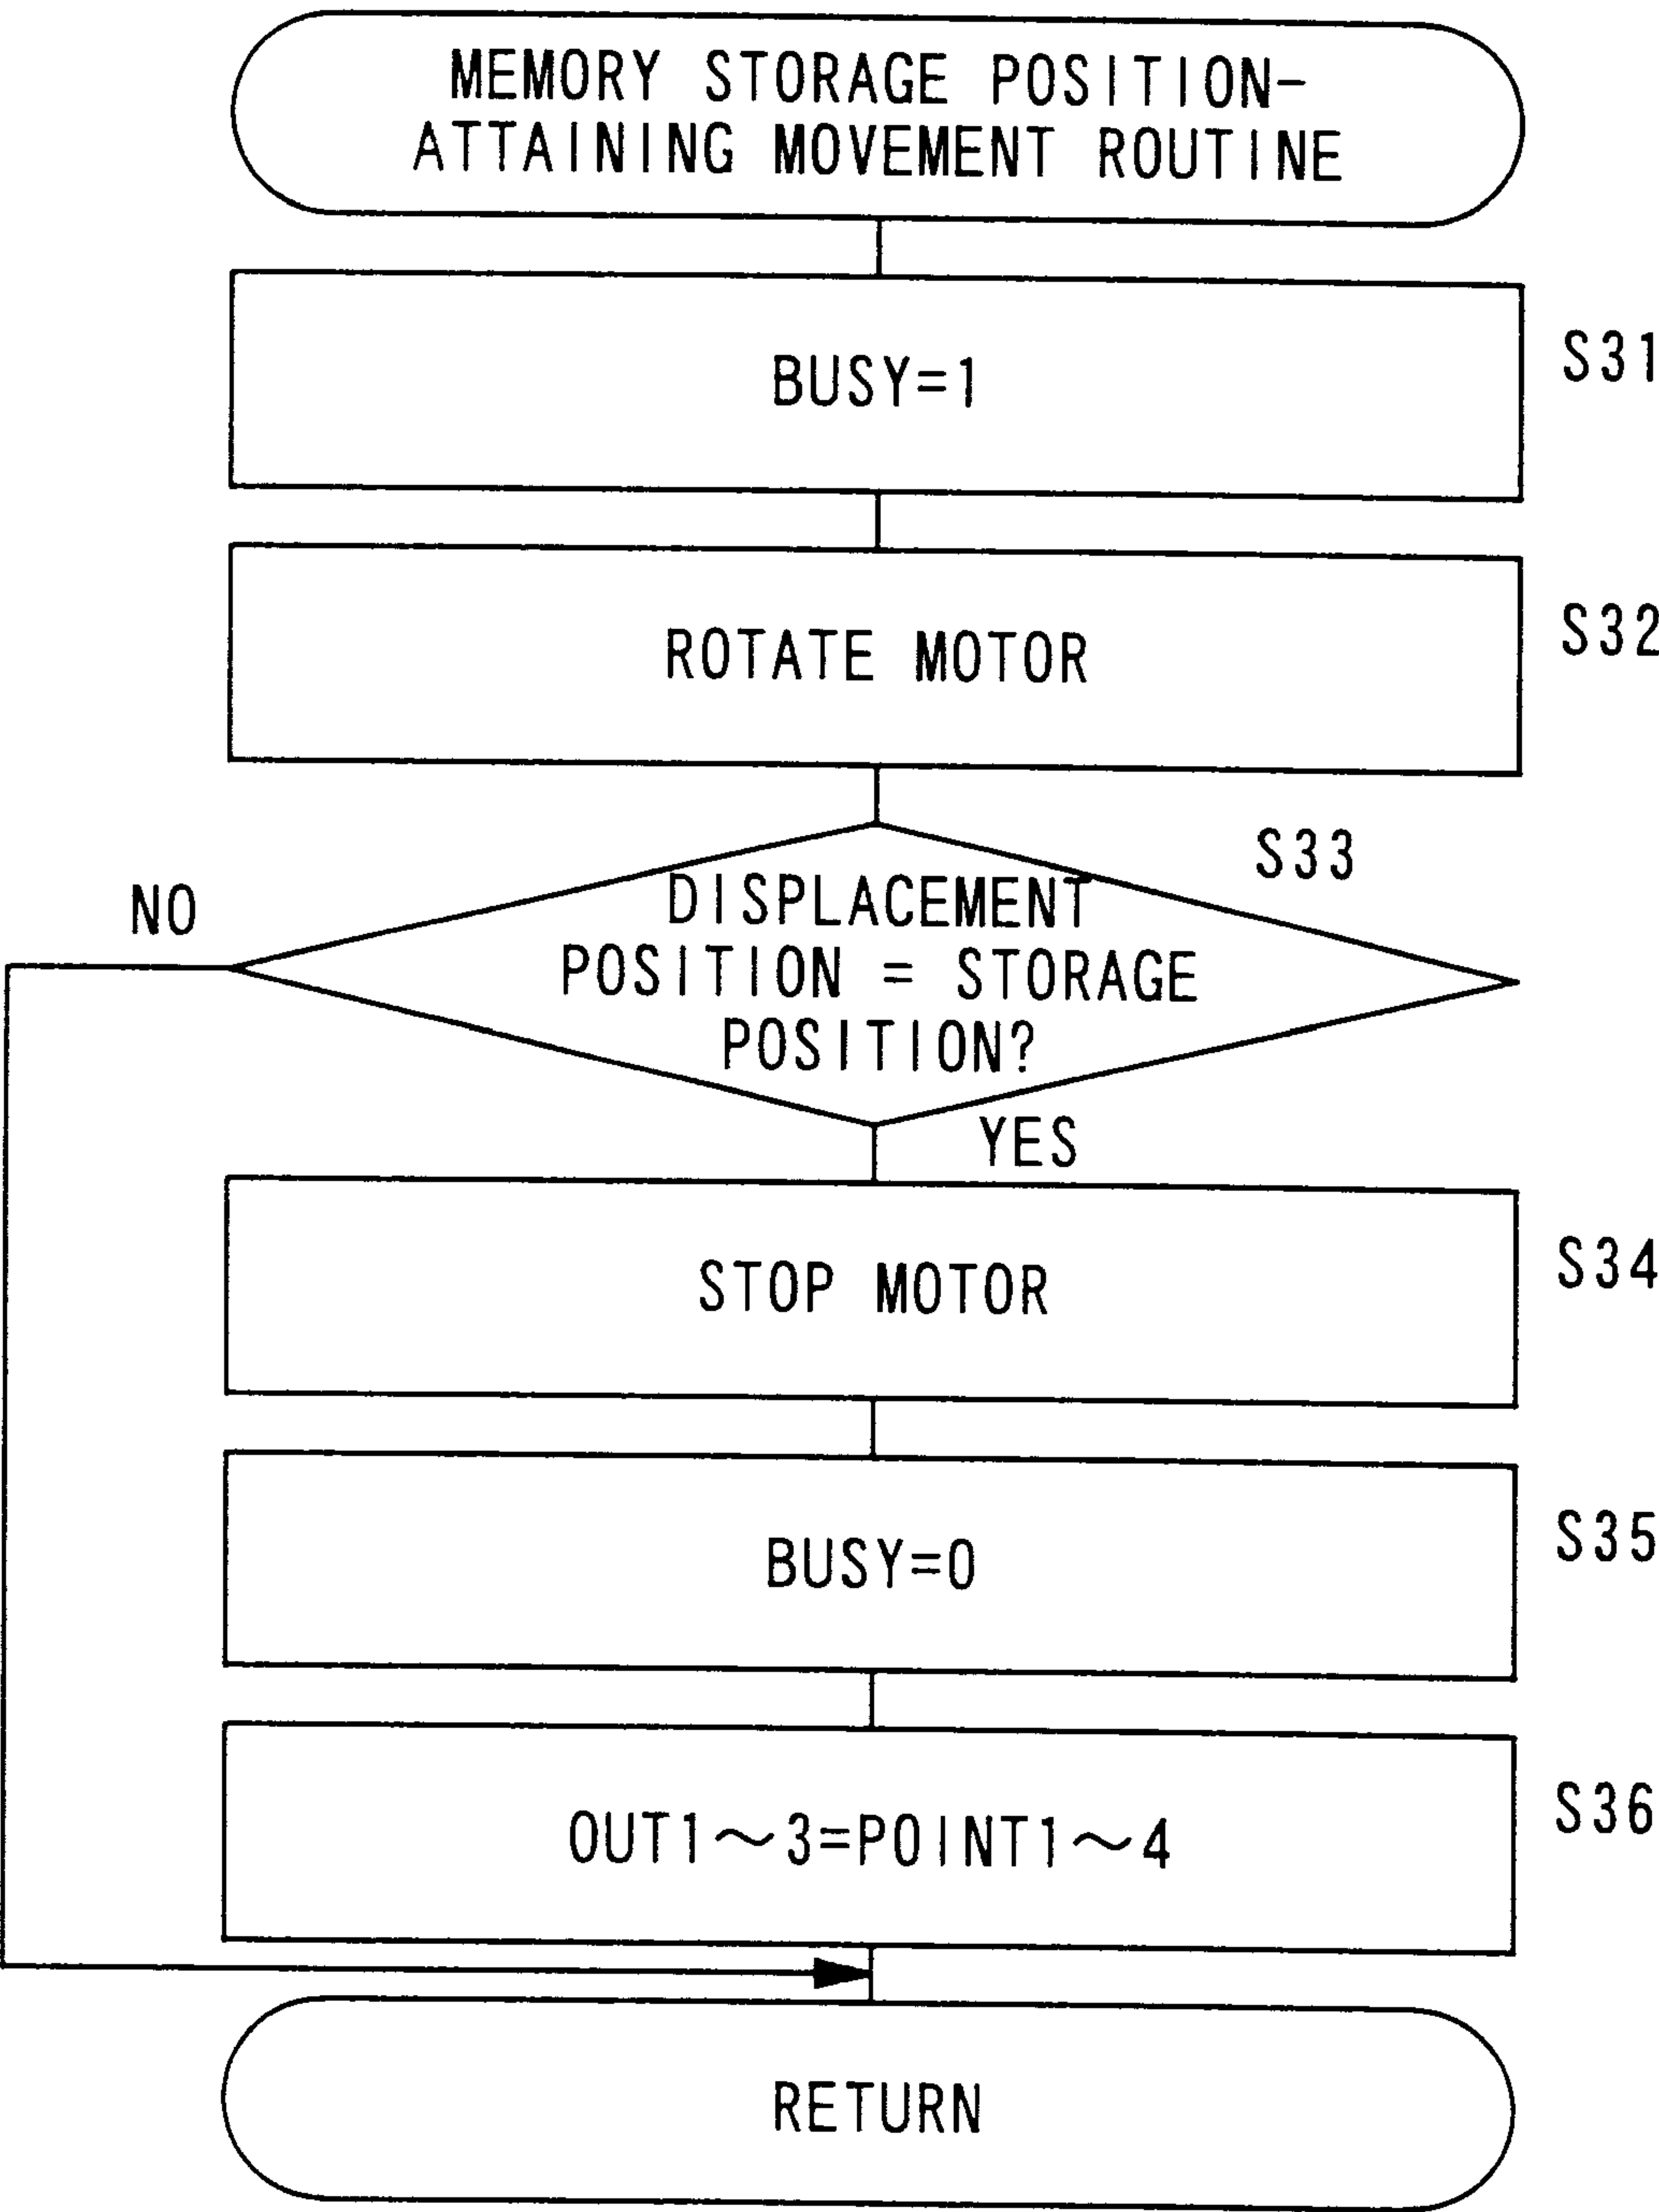 MEMORY STORAGE POSITION-
ATTAINING MOVEMENT ROUTINE
BUSY=1
S31
ROTATE MOTOR
S32
S33
NO
DISPLACEMENT
POSITION = STORAGE
POSITION?
YES
STOP MOTOR
S34
BUSY=0
S35
OUT1～3=POINT1～4
S36
RETURN